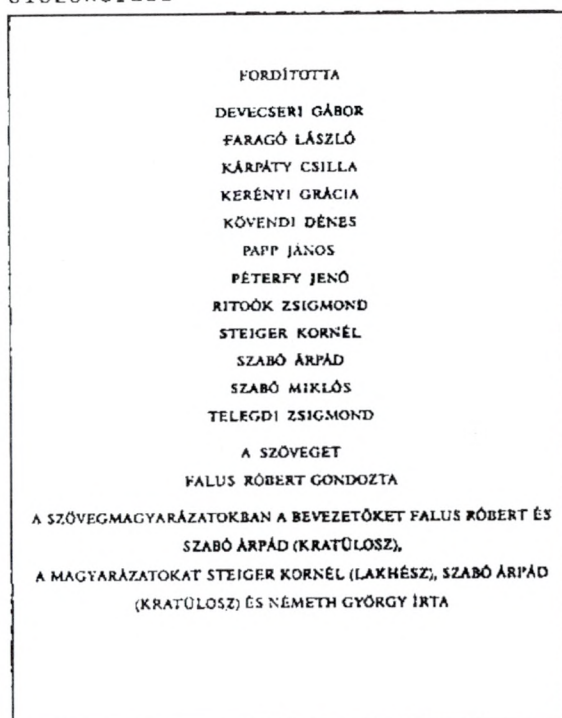 FORDÍTOTTA
DEVECSERI GÁBOR
FARAGÓ LÁSZLÓ
KÁRPÁTY CSILLA
KERÉNYI GRÁCIA
KÖVENDI DÉNES
PAPP JÁNOS
PÉTERFY JENŐ
RITOÓK ZSIGMOND
STEIGER KORNÉL
SZABÓ ÁRPÁD
SZABÓ MIKLÓS
TELEGDI ZSIGMOND
A SZÖVEGET
FALUS RÓBERT GONDOZTA
A SZÖVEGMAGYARÁZATOKBAN A BEVEZETŐKET FALUS RÓBERT ÉS
SZABÓ ÁRPÁD (KRATÜLOSZ),
A MAGYARÁZATOKAT STEIGER KORNÉL (LAKHÉSZ), SZABÓ ÁRPÁD
(KRATÜLOSZ) ÉS NÉMETH GYÖRGY ÍRTA